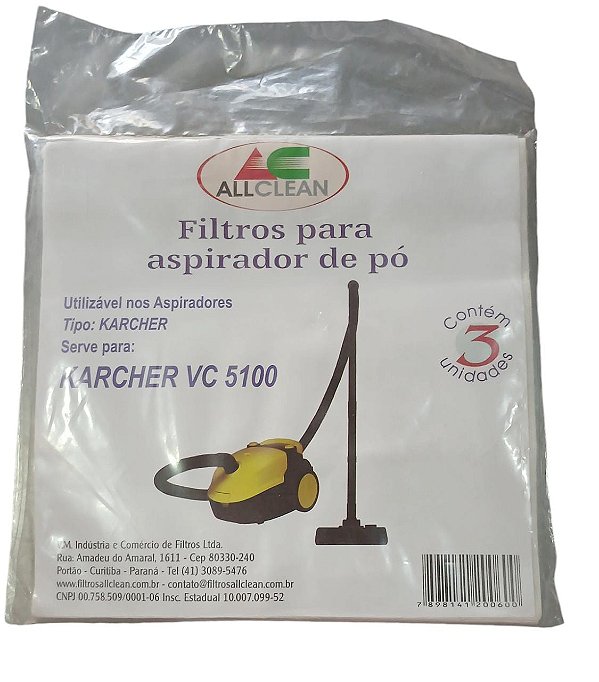 AC
ALLCLEAN
Filtros para
aspirador de pó
Utilizável nos Aspiradores
Tipo: KARCHER
Serve para:
KARCHER VC 5100
Contém
3
unidades
V.M. Indústria e Comércio de Filtros Ltda.
Rua: Amadeu do Amaral, 1611 - Cep 80330-240
Portão - Curitiba - Paraná - Tel (41) 3089-5476
www.filtrosallclean.com.br - contato@filtrosallclean.com.br
CNPJ 00.758.509/0001-06 Insc. Estadual 10.007.099-52
7 898141 200600